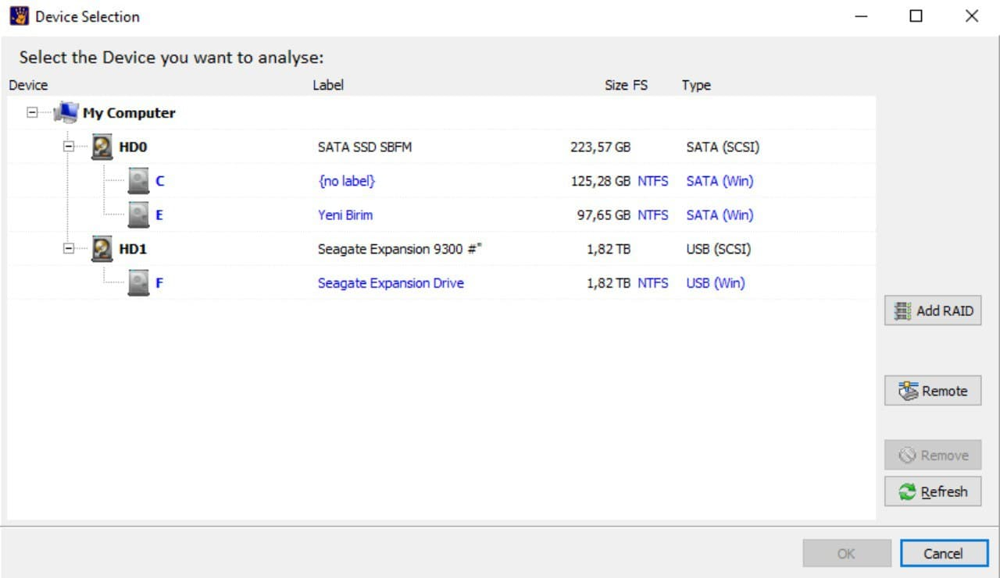 Device Selection
Select the Device you want to analyse:
Device Label Size FS Type
My Computer
HD0 SATA SSD SBFM 223,57 GB SATA (SCSI)
C {no label} 125,28 GB NTFS SATA (Win)
E Yeni Birim 97,65 GB NTFS SATA (Win)
HD1 Seagate Expansion 9300 #" 1,82 TB USB (SCSI)
F Seagate Expansion Drive 1,82 TB NTFS USB (Win)
Add RAID
Remote
Remove
Refresh
OK Cancel